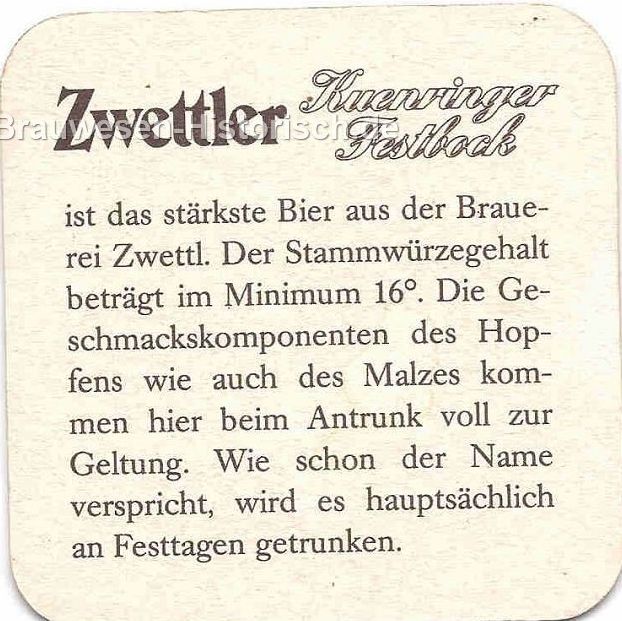 Zwettler Kuenringer
Festbock
Brauwesen-Historisch.de
ist das stärkste Bier aus der Braue-
rei Zwettl. Der Stammwürzegehalt
beträgt im Minimum 16°. Die Ge-
schmackskomponenten des Hop-
fens wie auch des Malzes kom-
men hier beim Antrunk voll zur
Geltung. Wie schon der Name
verspricht, wird es hauptsächlich
an Festtagen getrunken.